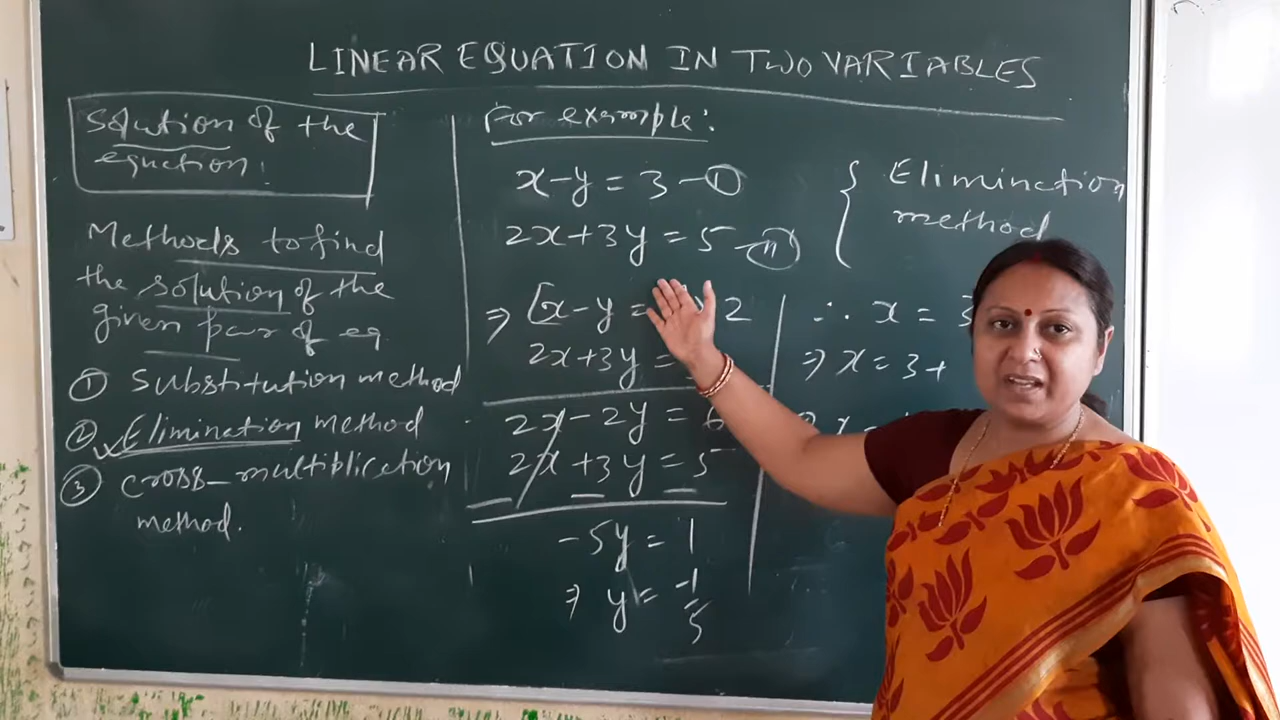 LINEAR EQUATION IN TWO VARIABLES
Solution of the
equation:
Methods to find
the solution of the
given pair of eq
① Substitution method
② Elimination method
③ cross-multiplication
method.
For example:
x-y = 3 - ①
2x+3y = 5 - ⑪
⇒ [x-y = 2
2x+3y =
2x-2y = 6
2x+3y = 5
-5y = 1
⇒ y = -1/5
Elimination
method
∴ x = 3
⇒ x = 3+